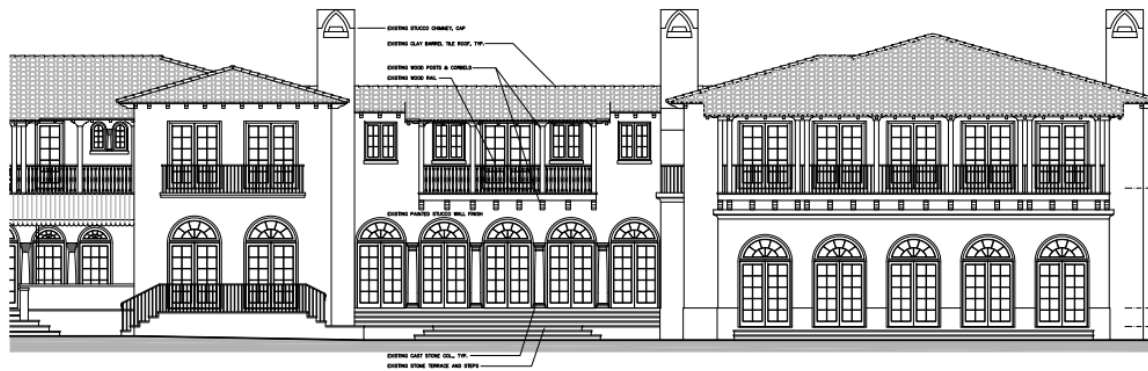 EXISTING STUCCO CHIMNEY, CAP
EXISTING CLAY BARREL TILE ROOF, TYP.
EXISTING WOOD POSTS & CORBELS
EXISTING WOOD RAIL
EXISTING PAINTED STUCCO WALL FINISH
EXISTING CAST STONE COL., TYP.
EXISTING STONE TERRACE AND STEPS